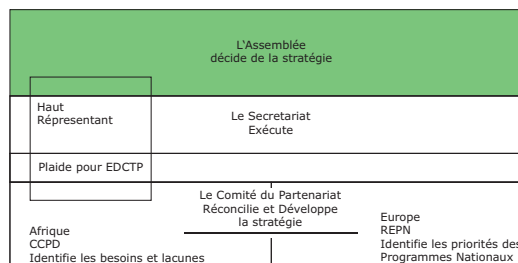 L'Assemblée
décide de la stratégie
Haut
Répresentant
Le Secretariat
Exécute
Plaide pour EDCTP
Le Comité du Partenariat
Réconcilie et Développe
la stratégie
Afrique
CCPD
Identifie les besoins et lacunes
Europe
REPN
Identifie les priorités des
Programmes Nationaux